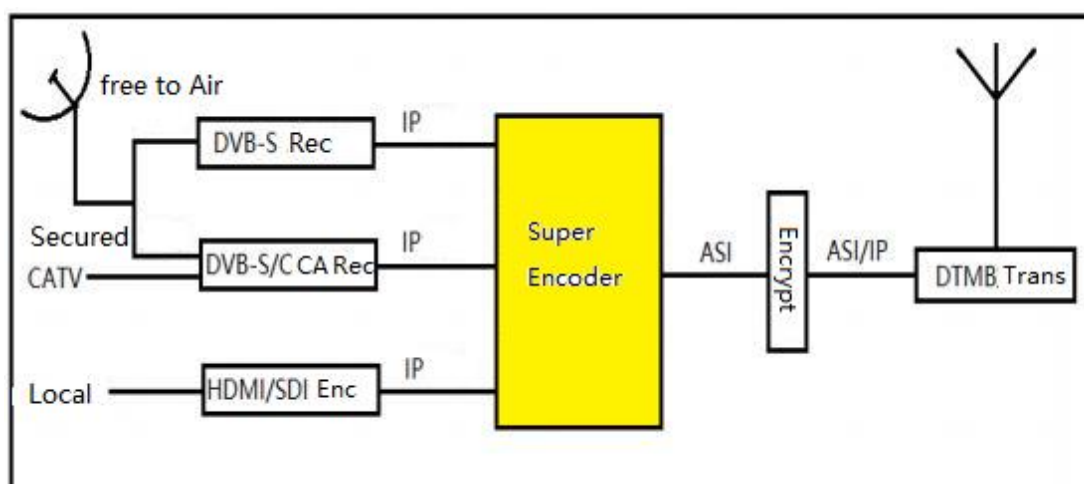 free to Air
DVB-S Rec
IP
Secured
CATV
DVB-S/C CA Rec
IP
Local
HDMI/SDI Enc
IP
Super
Encoder
ASI
Encrypt
ASI/IP
DTMB Trans